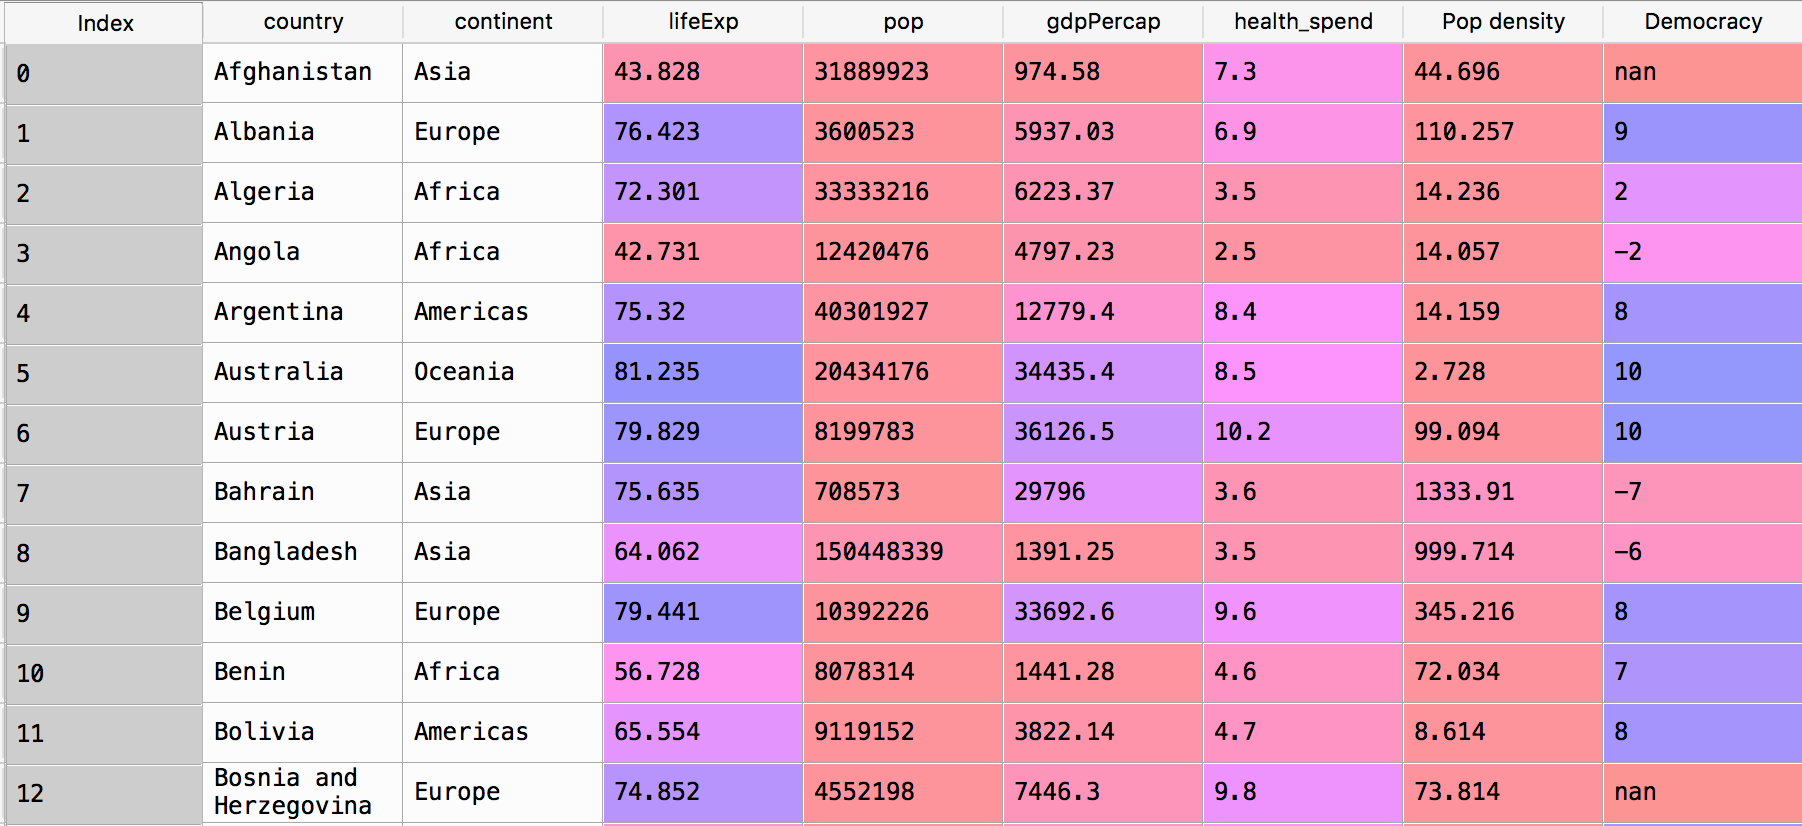 Index country continent lifeExp pop gdpPercap health_spend Pop density Democracy
0 Afghanistan Asia 43.828 31889923 974.58 7.3 44.696 nan
1 Albania Europe 76.423 3600523 5937.03 6.9 110.257 9
2 Algeria Africa 72.301 33333216 6223.37 3.5 14.236 2
3 Angola Africa 42.731 12420476 4797.23 2.5 14.057 −2
4 Argentina Americas 75.32 40301927 12779.4 8.4 14.159 8
5 Australia Oceania 81.235 20434176 34435.4 8.5 2.728 10
6 Austria Europe 79.829 8199783 36126.5 10.2 99.094 10
7 Bahrain Asia 75.635 708573 29796 3.6 1333.91 −7
8 Bangladesh Asia 64.062 150448339 1391.25 3.5 999.714 −6
9 Belgium Europe 79.441 10392226 33692.6 9.6 345.216 8
10 Benin Africa 56.728 8078314 1441.28 4.6 72.034 7
11 Bolivia Americas 65.554 9119152 3822.14 4.7 8.614 8
12 Bosnia and
Herzegovina Europe 74.852 4552198 7446.3 9.8 73.814 nan